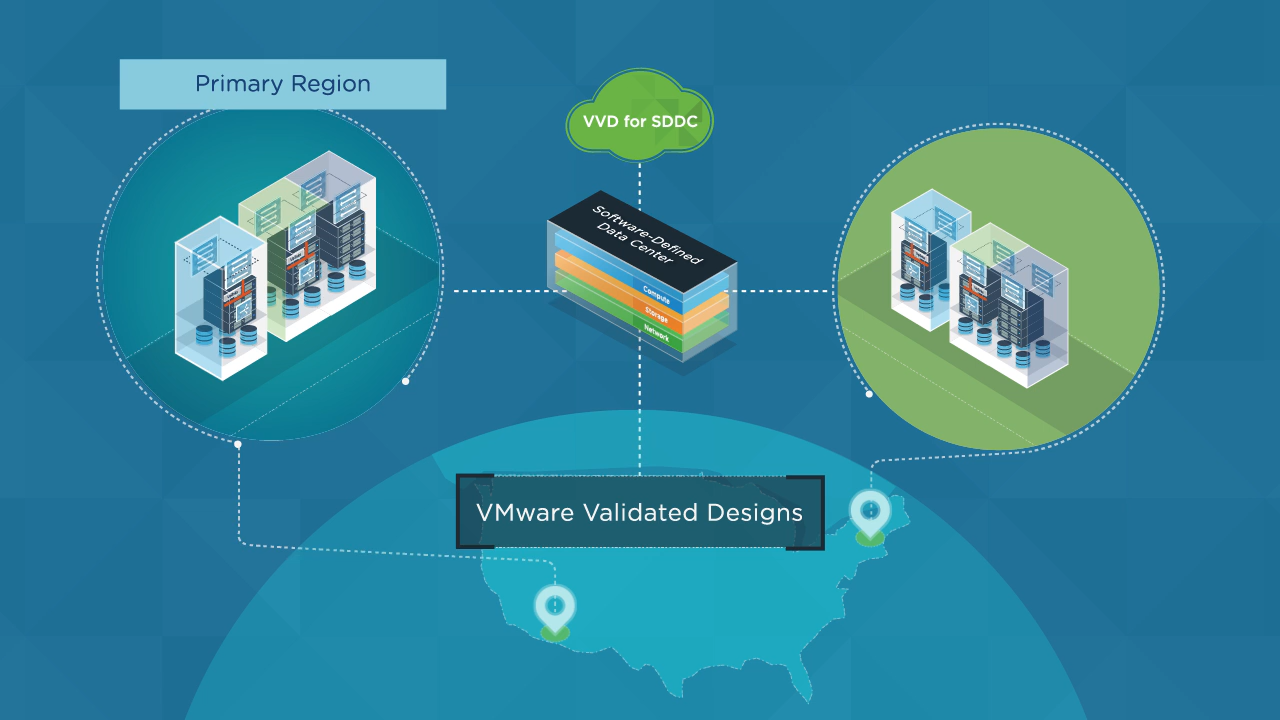 Primary Region
VVD for SDDC
Software-Defined
Data Center
Compute
Storage
Network
VMware Validated Designs